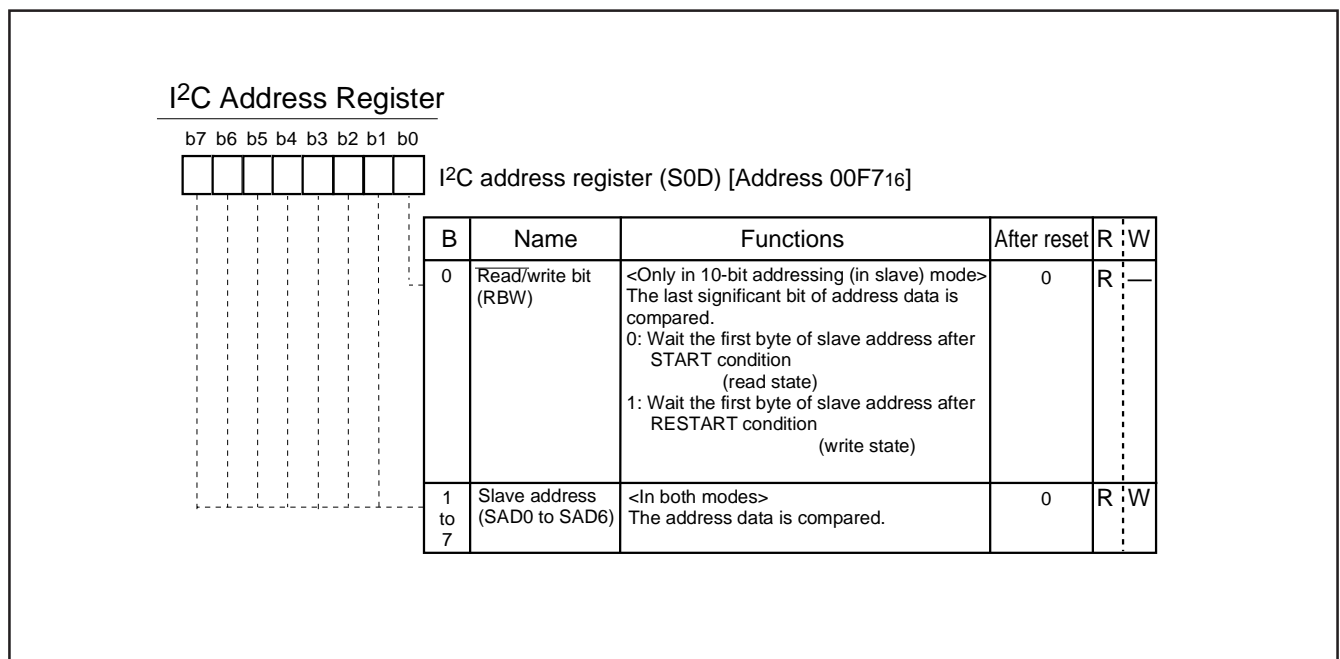 I2C Address Register
b7 b6 b5 b4 b3 b2 b1 b0
I2C address register (S0D) [Address 00F716]
B Name Functions After reset R W
0 Read/write bit (RBW) <Only in 10-bit addressing (in slave) mode> 0 R —
The last significant bit of address data is
compared.
0: Wait the first byte of slave address after
START condition
(read state)
1: Wait the first byte of slave address after
RESTART condition
(write state)
1 to 7 Slave address (SAD0 to SAD6) <In both modes> 0 R W
The address data is compared.